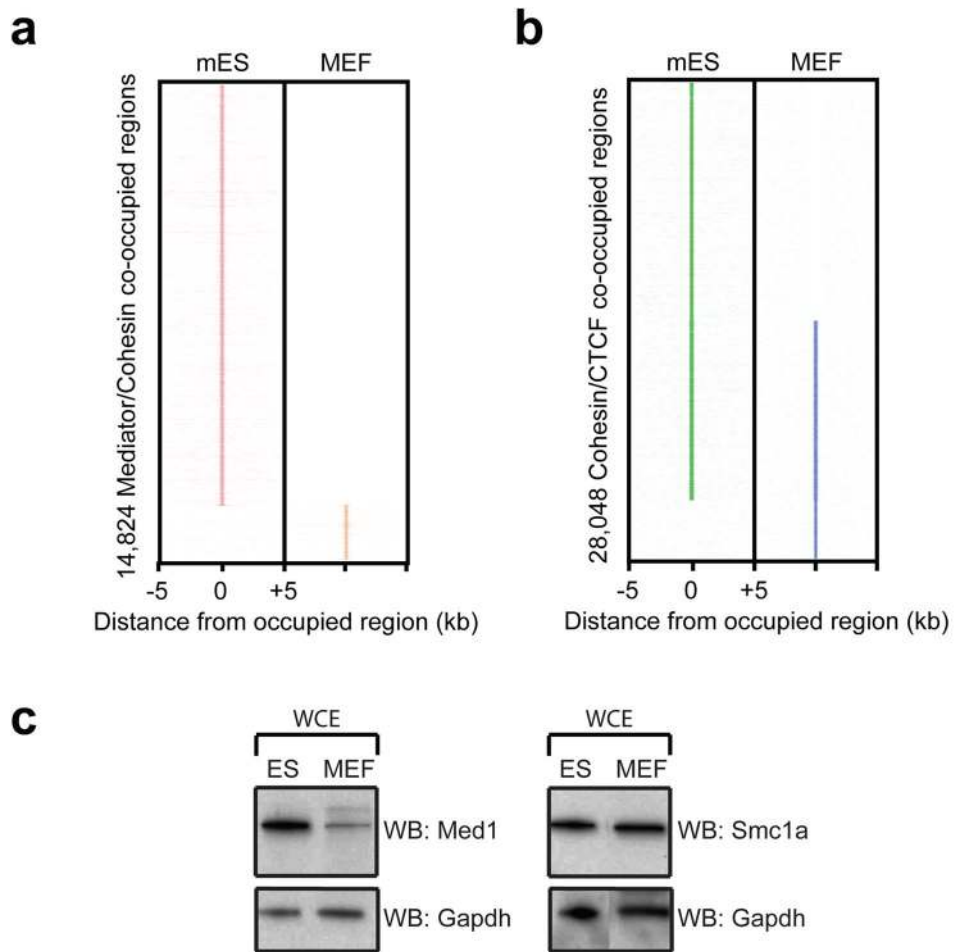 a
mES MEF
14,824 Mediator/Cohesin co-occupied regions
-5 0 +5
Distance from occupied region (kb)
b
mES MEF
28,048 Cohesin/CTCF co-occupied regions
-5 0 +5
Distance from occupied region (kb)
c
WCE
ES MEF
WB: Med1
WB: Gapdh
WCE
ES MEF
WB: Smc1a
WB: Gapdh